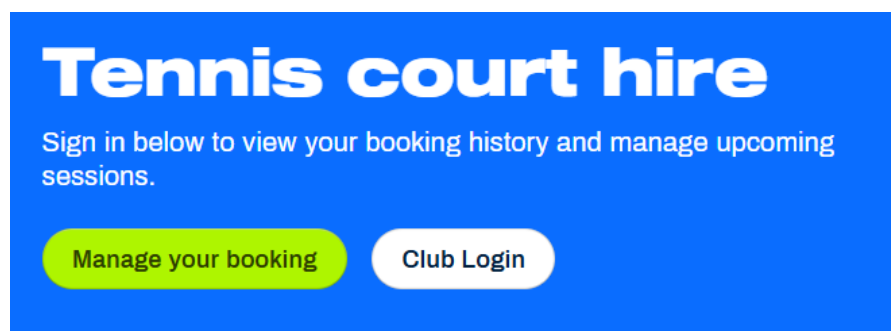 Tennis court hire
Sign in below to view your booking history and manage upcoming
sessions.
Manage your booking
Club Login